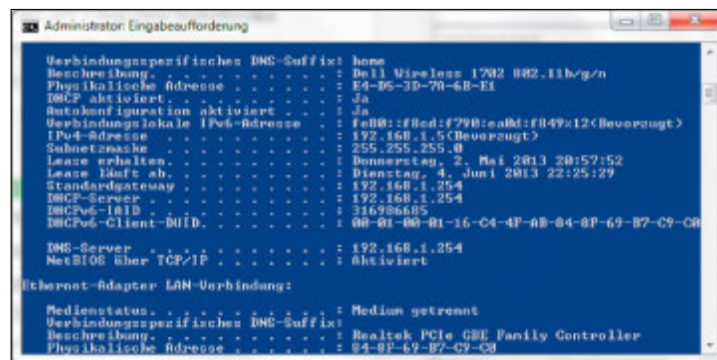 Administrator: Eingabeaufforderung
Verbindungsspezifisches DNS-Suffix: home
Beschreibung. . . . . . . . . . . : Dell Wireless 1702 802.11b/g/n
Physikalische Adresse . . . . . . : E4-D5-3D-7A-6B-E1
DHCP aktiviert. . . . . . . . . . : Ja
Autokonfiguration aktiviert . . . : Ja
Verbindungslokale IPv6-Adresse . : fe80::f8cd:f790:ea0d:f849%12(Bevorzugt)
IPv4-Adresse . . . . . . . . . . : 192.168.1.5(Bevorzugt)
Subnetzmaske . . . . . . . . . . : 255.255.255.0
Lease erhalten. . . . . . . . . . : Donnerstag, 2. Mai 2013 20:57:52
Lease läuft ab. . . . . . . . . . : Dienstag, 4. Juni 2013 22:25:29
Standardgateway . . . . . . . . . : 192.168.1.254
DHCP-Server . . . . . . . . . . . : 192.168.1.254
DHCPv6-IAID . . . . . . . . . . . : 316986685
DHCPv6-Client-DUID. . . . . . . . : 00-01-00-01-16-C4-4F-AB-84-8F-69-B7-C9-C0
DNS-Server . . . . . . . . . . . : 192.168.1.254
NetBIOS über TCP/IP . . . . . . . : Aktiviert
Ethernet-Adapter LAN-Verbindung:
Medienstatus. . . . . . . . . . . : Medium getrennt
Verbindungsspezifisches DNS-Suffix:
Beschreibung. . . . . . . . . . . : Realtek PCIe GBE Family Controller
Physikalische Adresse . . . . . . : 84-8F-69-B7-C9-C0